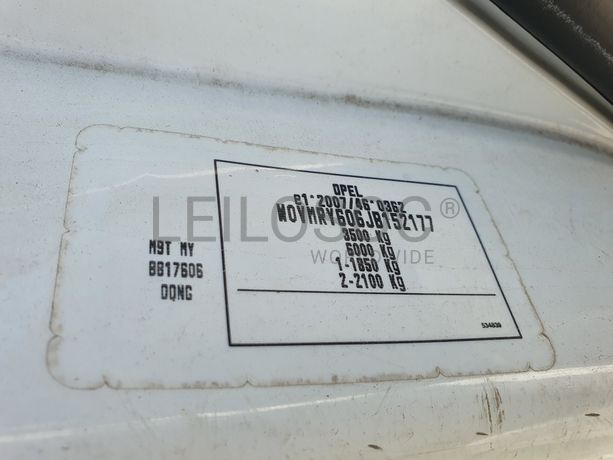 OPEL
e1*2007/46*0362
W0VMRY606JB152177
3500 Kg
6000 Kg
1-1850 Kg
2-2100 Kg
M9T MY
BB17606
DQNG
534839
LEILOSOC®
WORLDWIDE